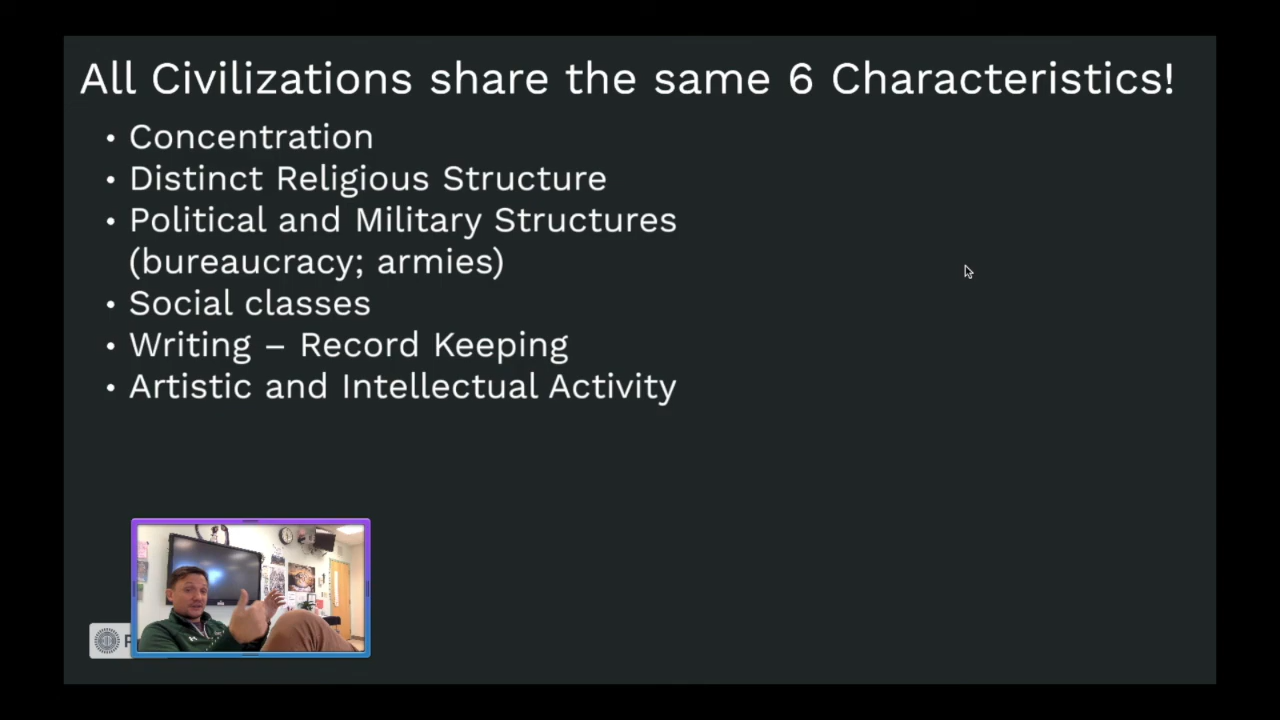 All Civilizations share the same 6 Characteristics!
• Concentration
• Distinct Religious Structure
• Political and Military Structures
(bureaucracy; armies)
• Social classes
• Writing – Record Keeping
• Artistic and Intellectual Activity